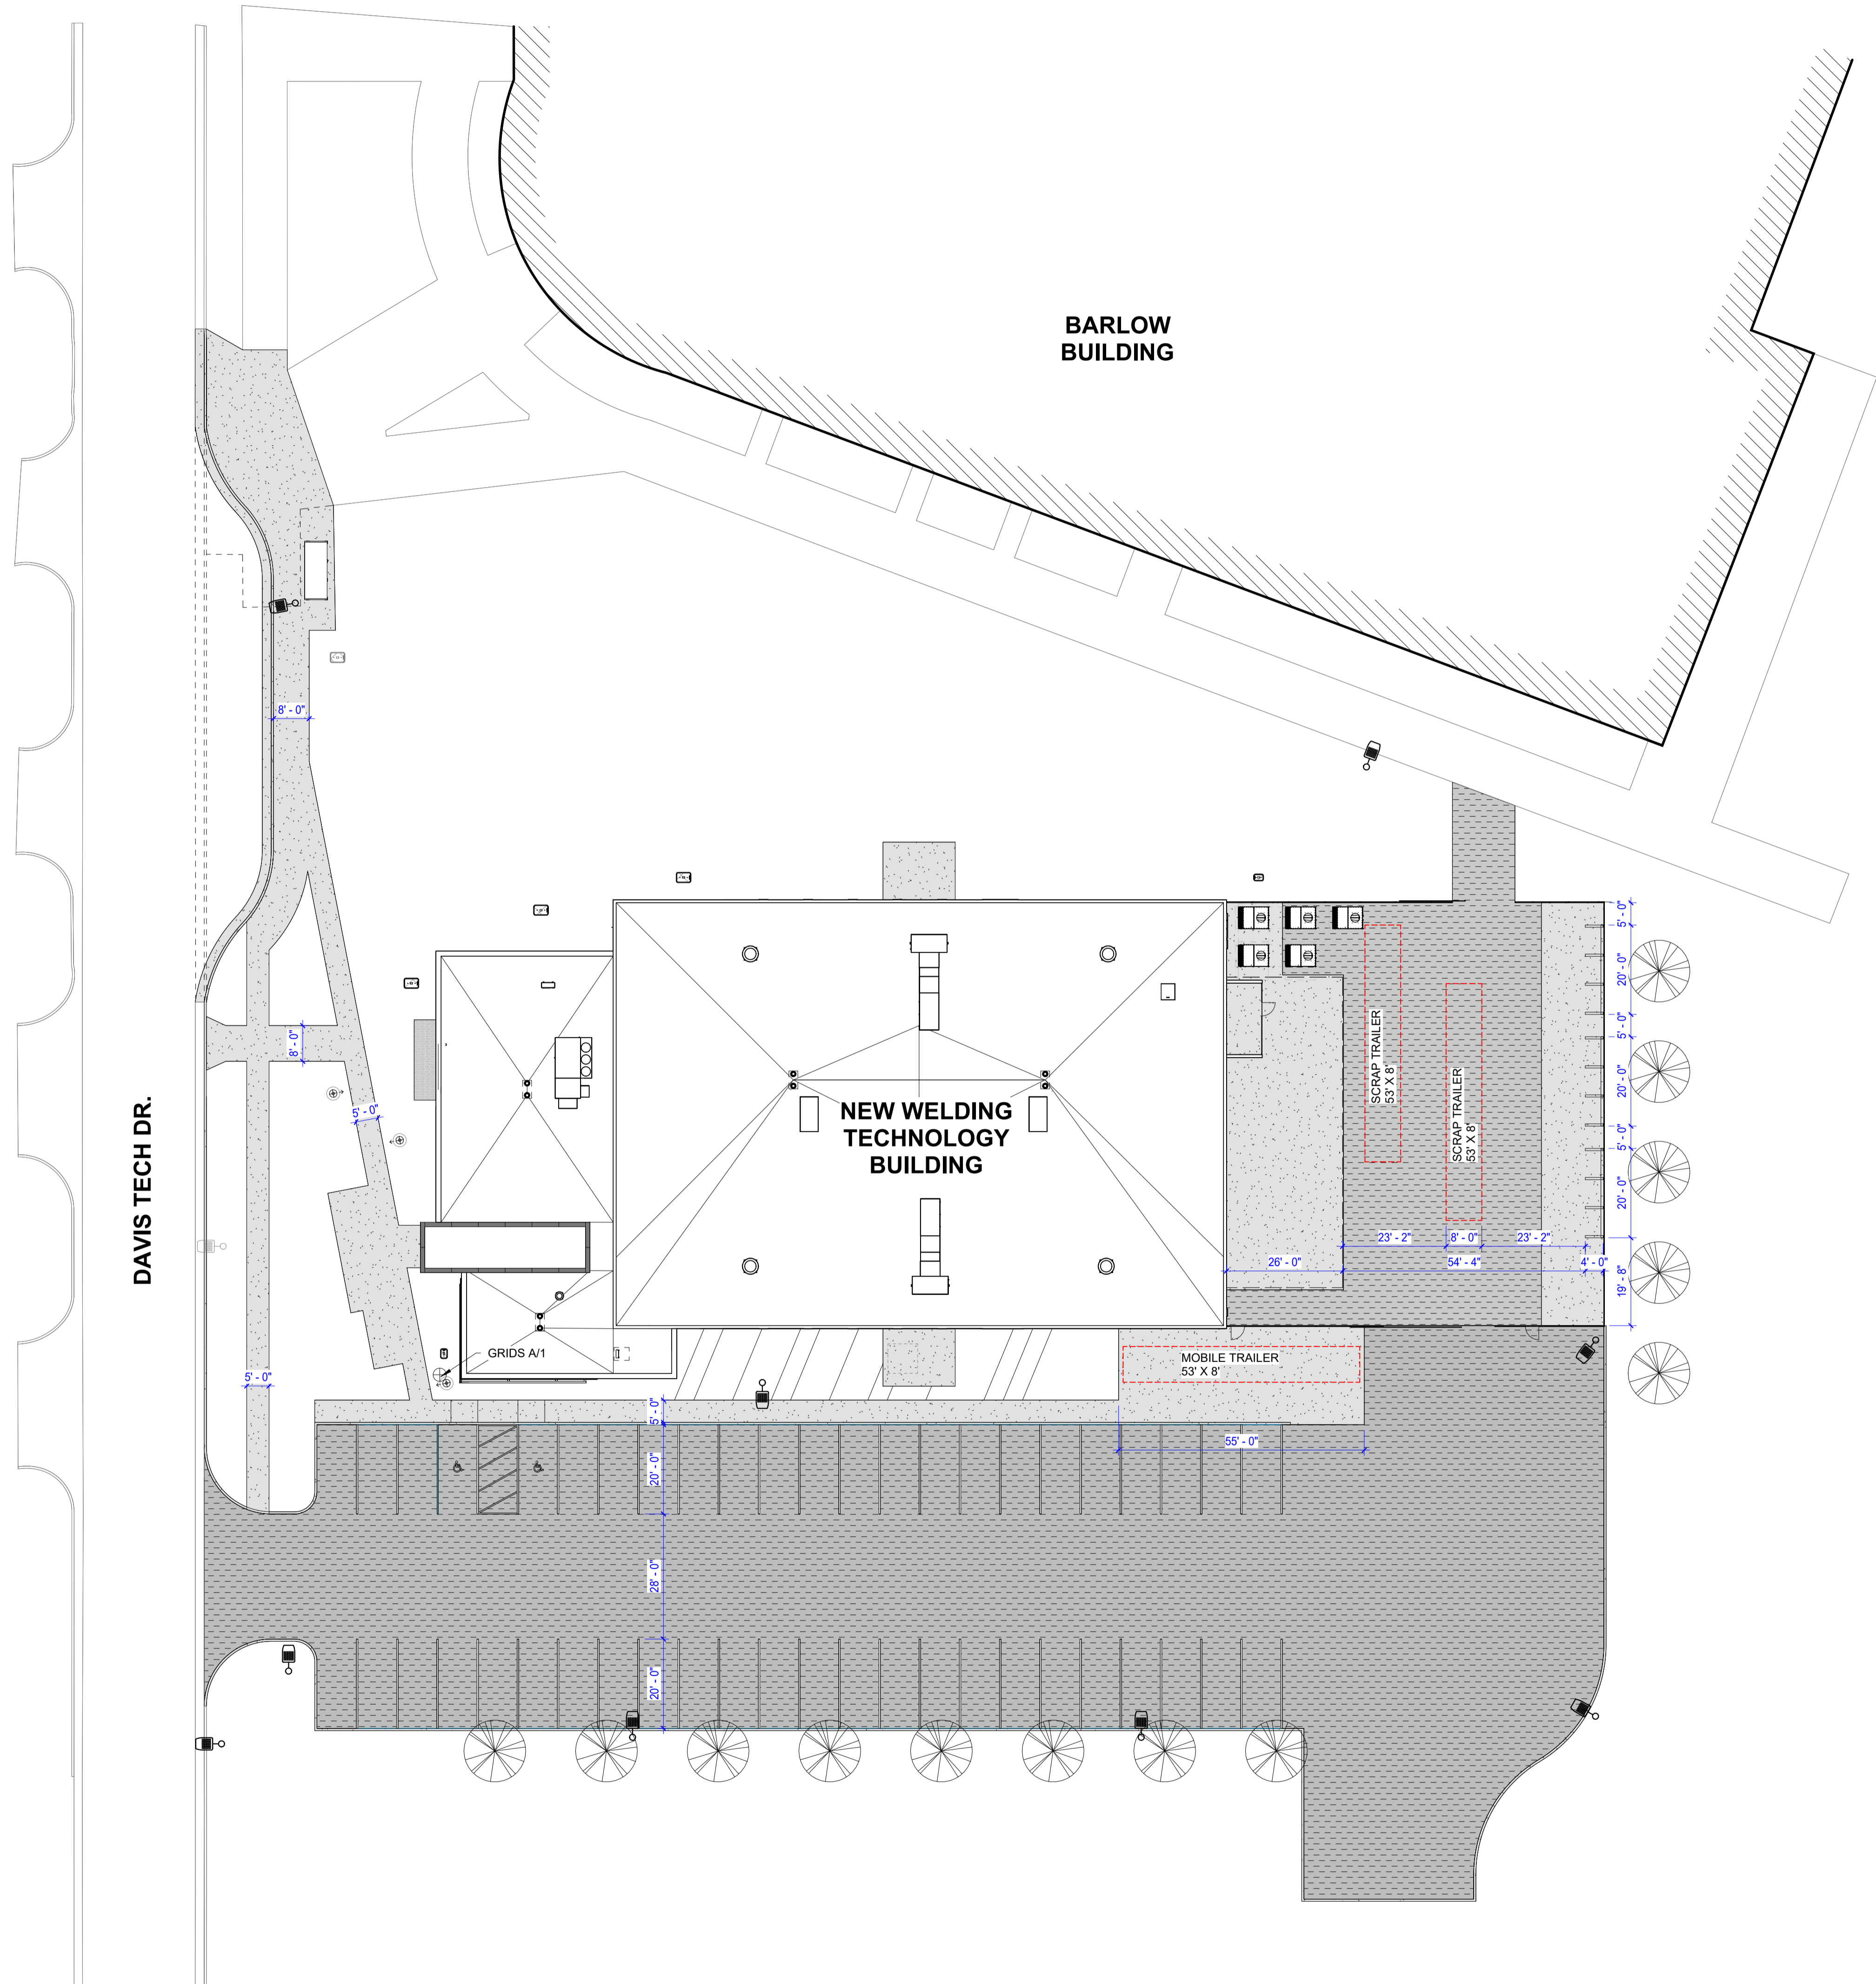 BARLOW
BUILDING
8' - 0"
5' - 0"
20' - 0"
5' - 0"
20' - 0"
5' - 0"
20' - 0"
19' - 8"
8' - 0"
5' - 0"
DAVIS TECH DR.
NEW WELDING
TECHNOLOGY
BUILDING
SCRAP TRAILER
53' X 8'
SCRAP TRAILER
53' X 8'
23' - 2"
8' - 0"
23' - 2"
26' - 0"
54' - 4"
4' - 0"
GRIDS A/1
MOBILE TRAILER
53' X 8'
5' - 0"
5' - 0"
55' - 0"
20' - 0"
28' - 0"
20' - 0"